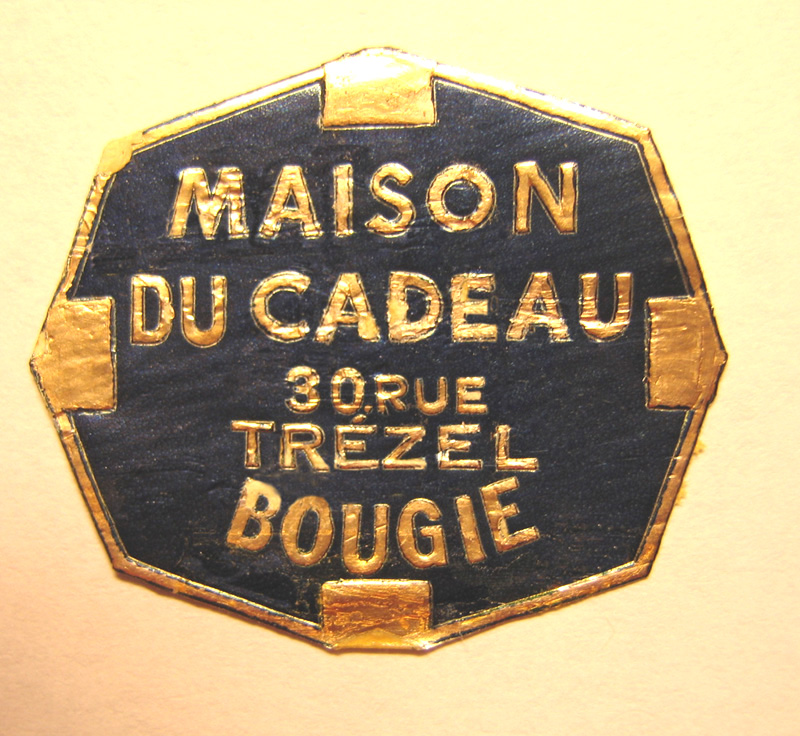 MAISON
DU CADEAU
30.RUE
TRÉZEL
BOUGIE